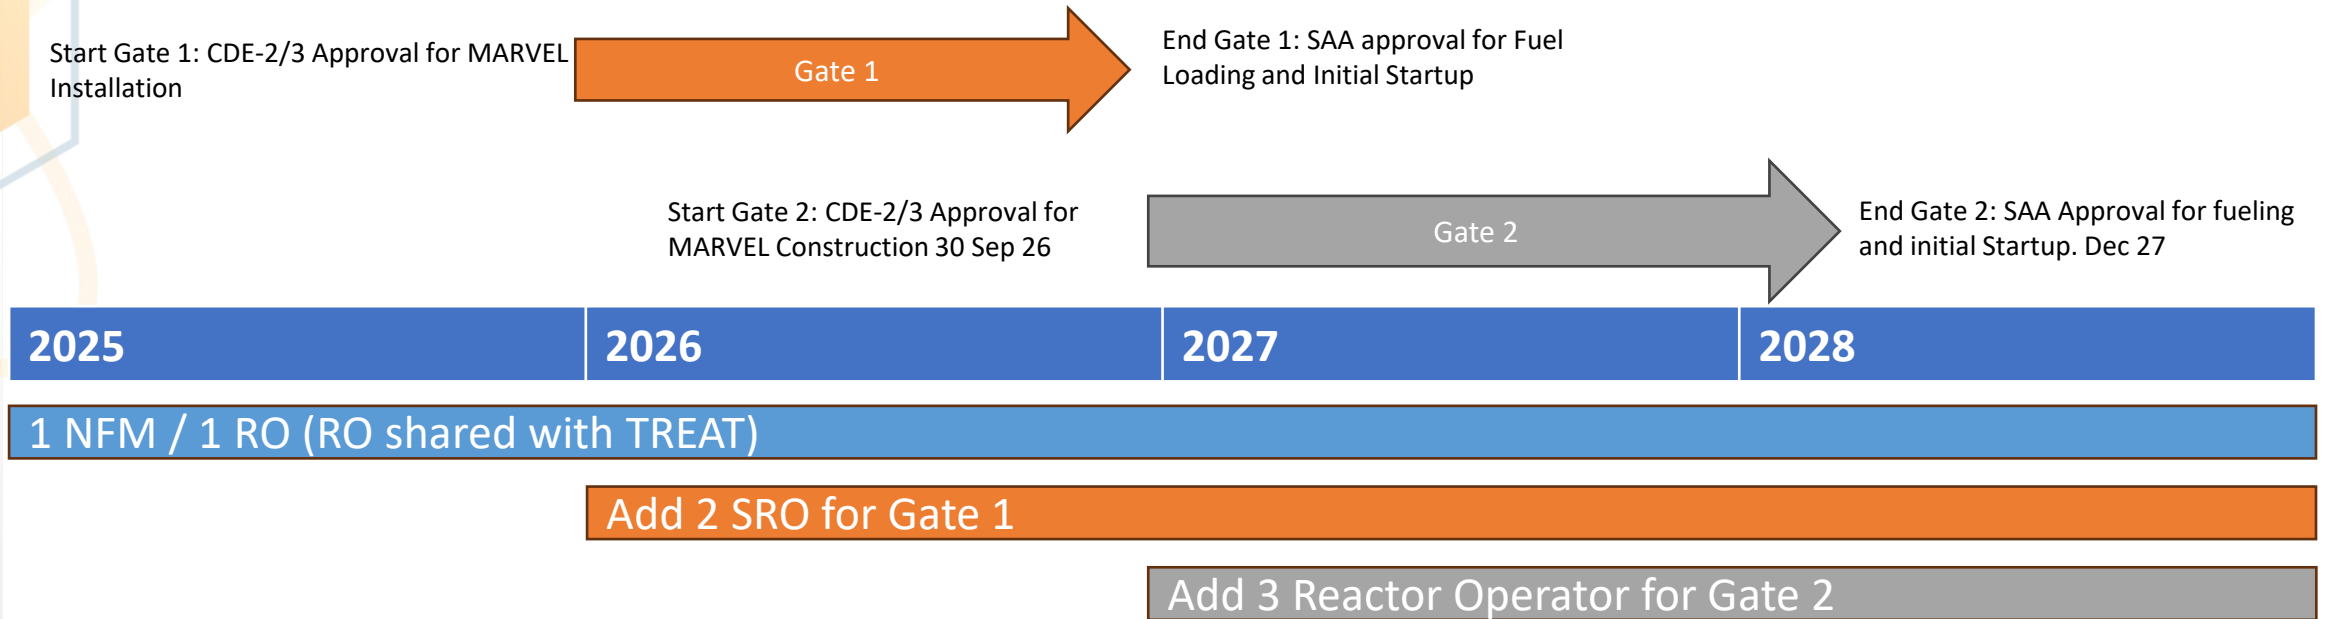 Start Gate 1: CDE-2/3 Approval for MARVEL
Installation
Gate 1
End Gate 1: SAA approval for Fuel
Loading and Initial Startup
Start Gate 2: CDE-2/3 Approval for
MARVEL Construction 30 Sep 26
Gate 2
End Gate 2: SAA Approval for fueling
and initial Startup. Dec 27
2025
2026
2027
2028
1 NFM / 1 RO (RO shared with TREAT)
Add 2 SRO for Gate 1
Add 3 Reactor Operator for Gate 2